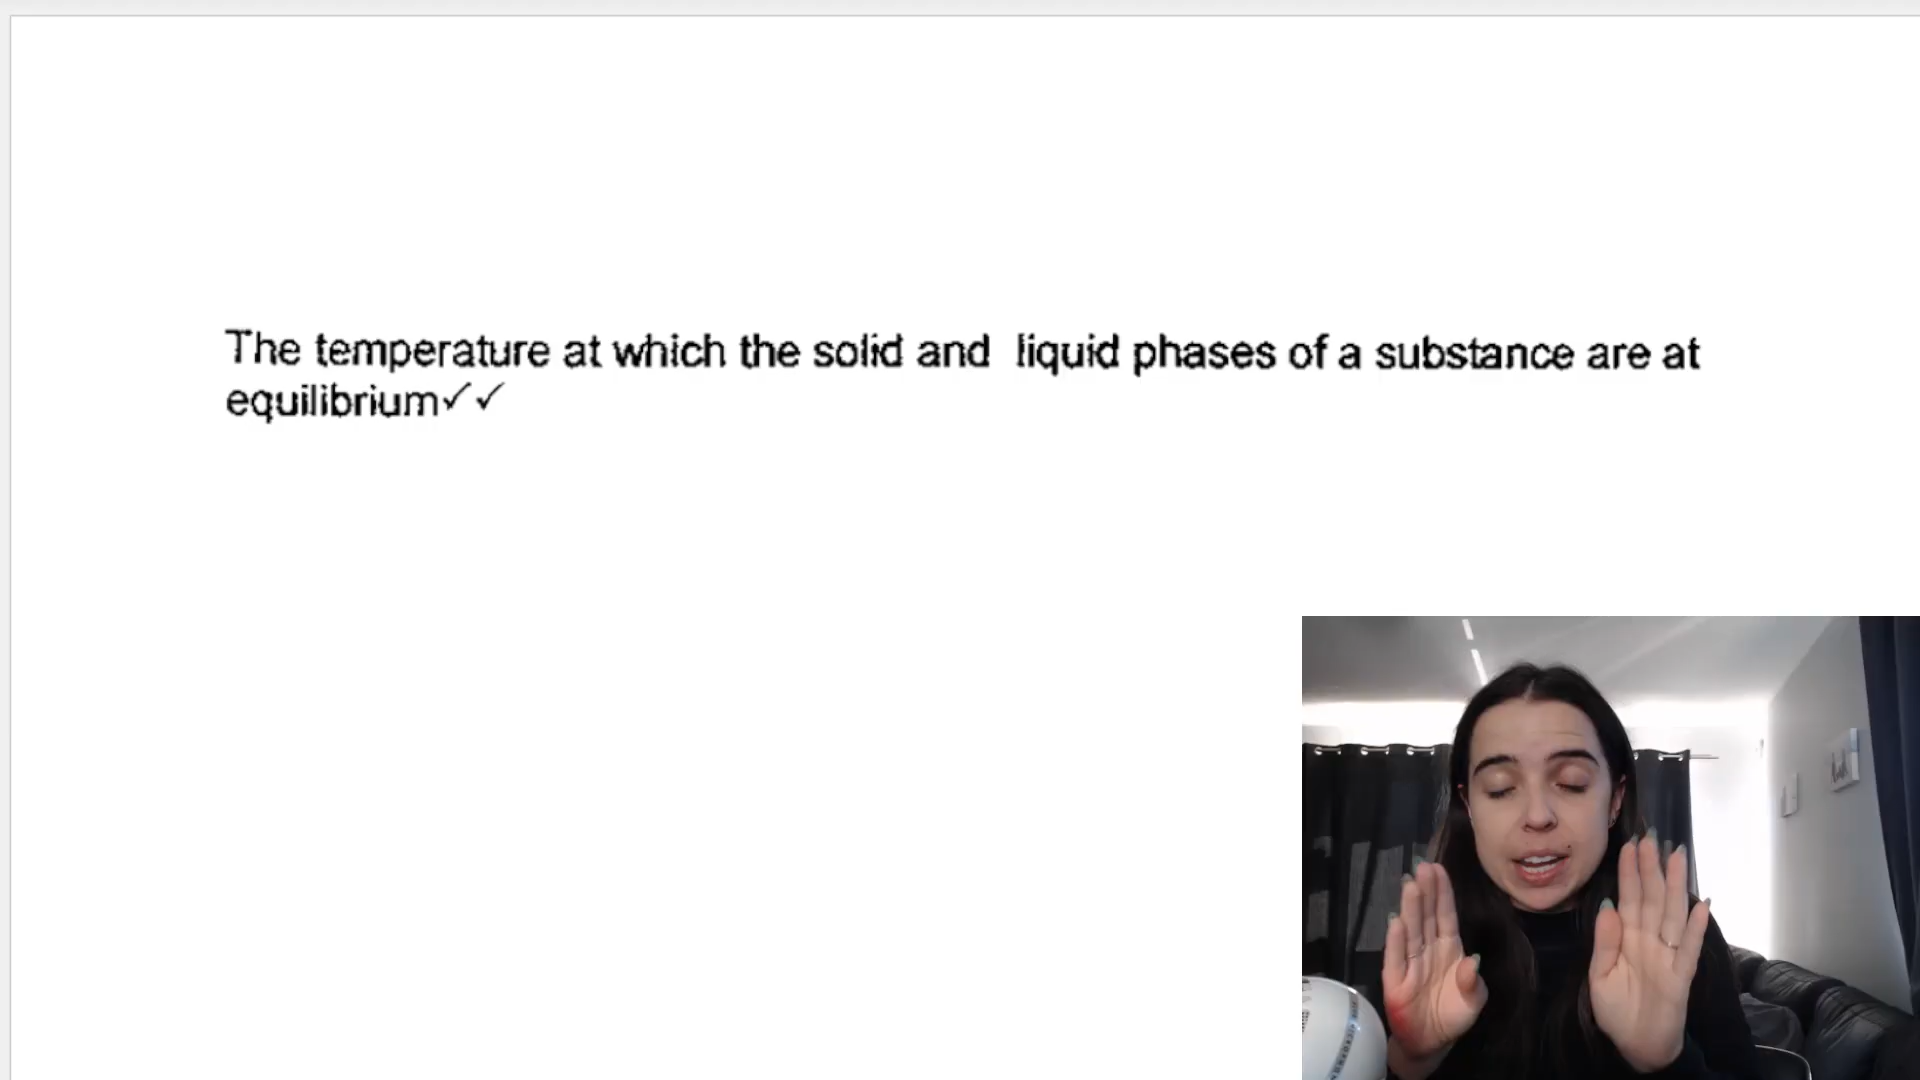 The temperature at which the solid and liquid phases of a substance are at
equilibrium✓✓